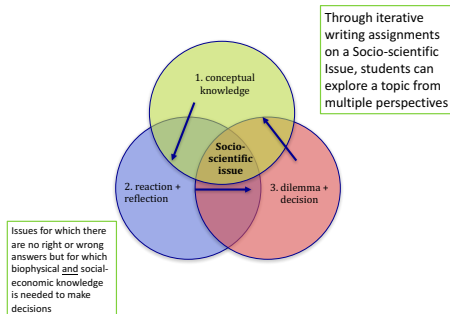 Through iterative
writing assignments
on a Socio-scientific
Issue, students can
explore a topic from
multiple perspectives
1. conceptual
knowledge
Socio-
scientific
issue
2. reaction +
reflection
3. dilemma +
decision
Issues for which there
are no right or wrong
answers but for which
biophysical and social-
economic knowledge
is needed to make
decisions